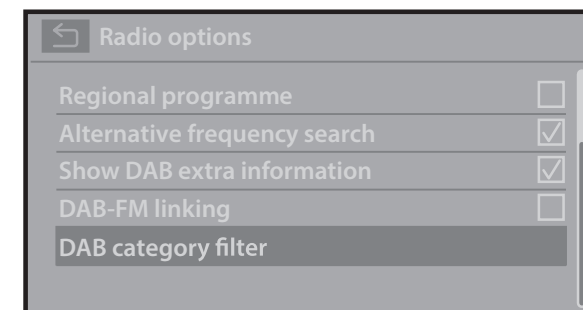 Radio options
Regional programme
Alternative frequency search
Show DAB extra information
DAB-FM linking
DAB category filter